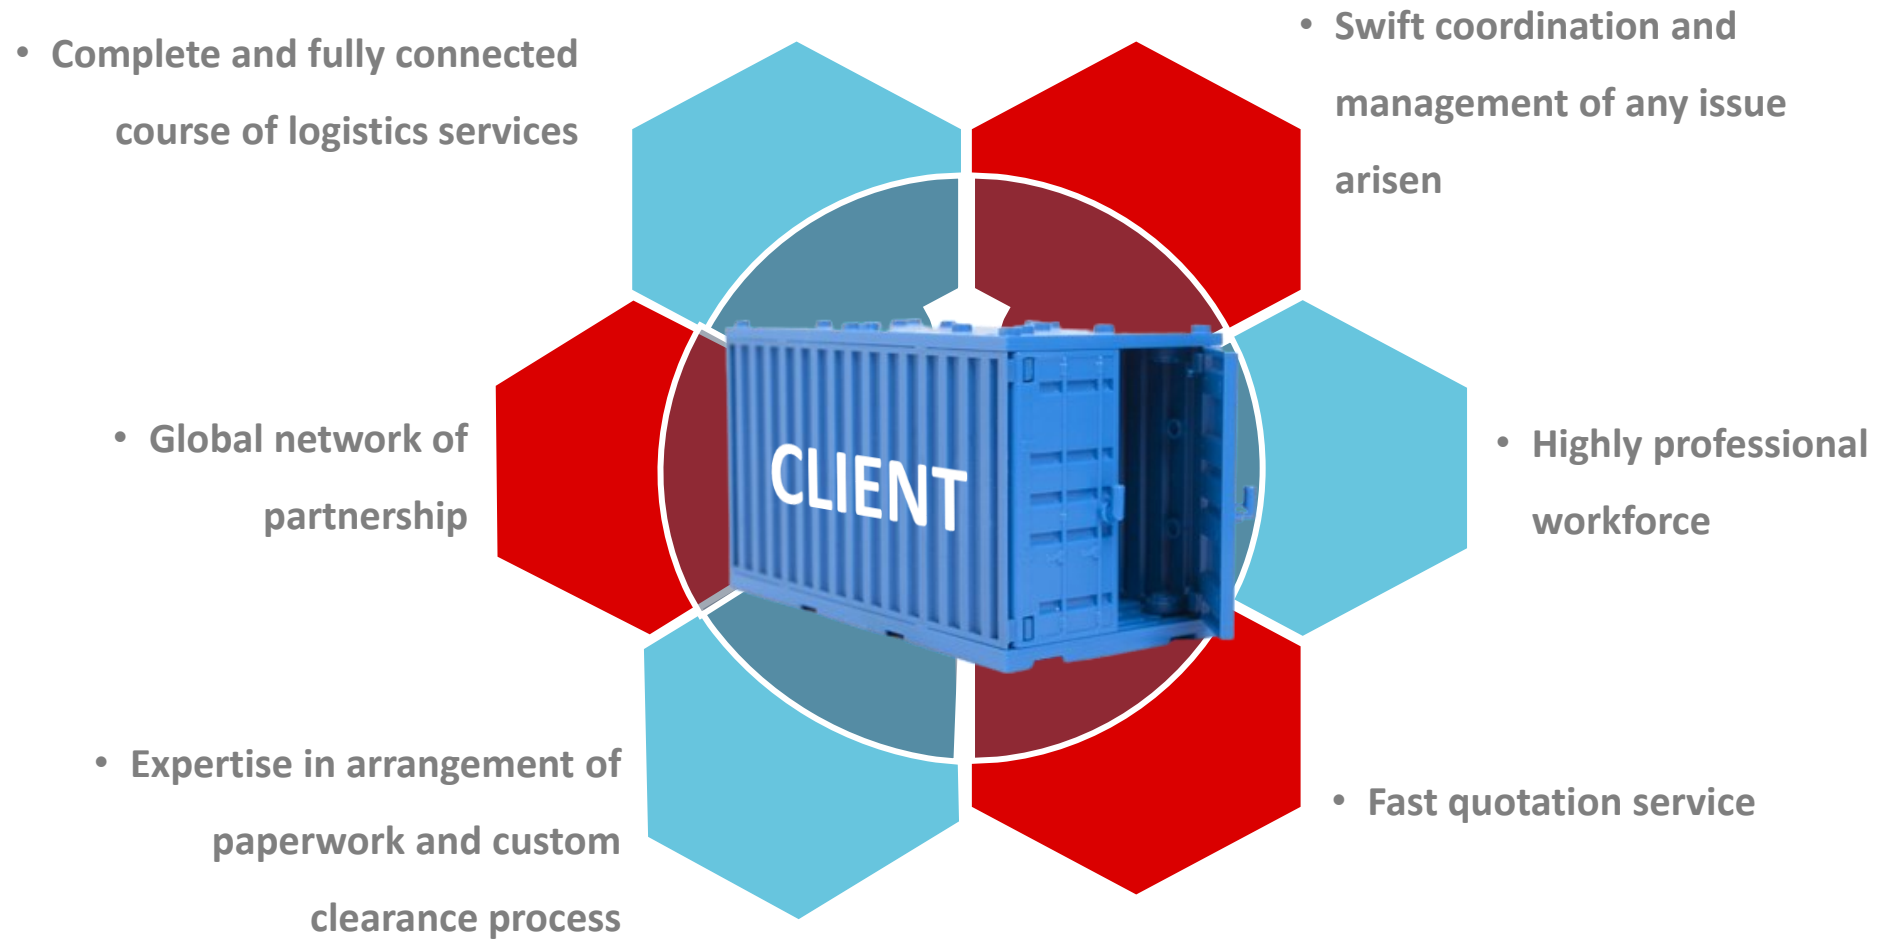 • Complete and fully connected
course of logistics services
• Swift coordination and
management of any issue
arisen
• Global network of
partnership
CLIENT
• Highly professional
workforce
• Expertise in arrangement of
paperwork and custom
clearance process
• Fast quotation service